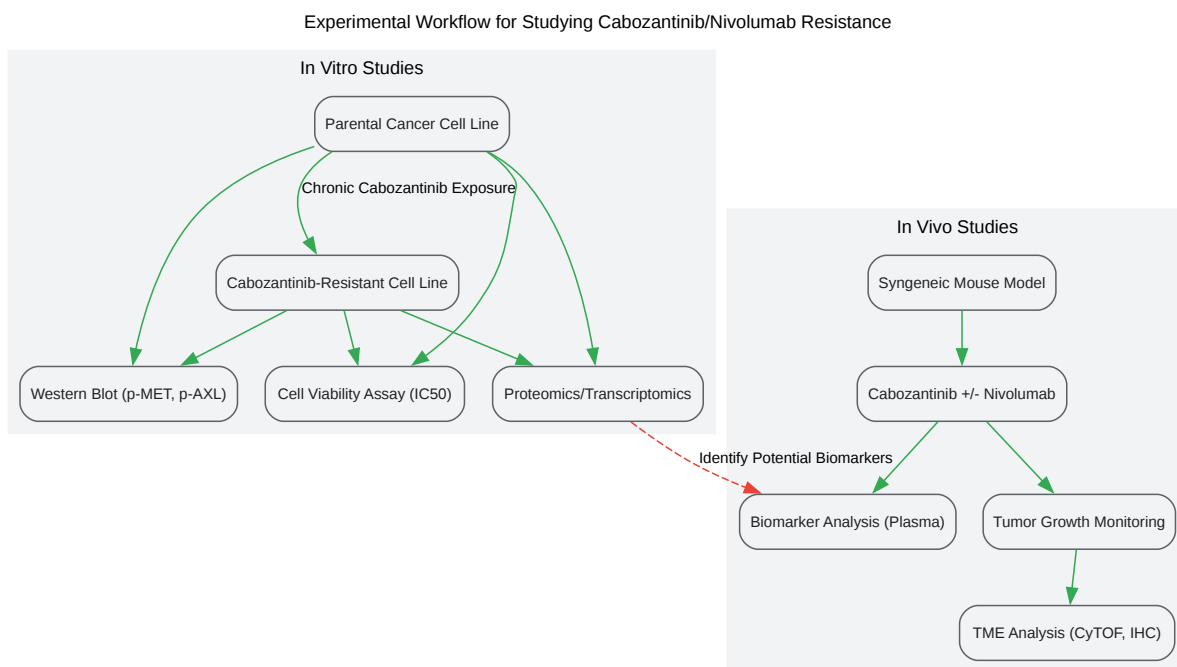 Experimental Workflow for Studying Cabozantinib/Nivolumab Resistance
In Vitro Studies
Parental Cancer Cell Line
Chronic Cabozantinib Exposure
Cabozantinib-Resistant Cell Line
Western Blot (p-MET, p-AXL)
Cell Viability Assay (IC50)
Proteomics/Transcriptomics
In Vivo Studies
Syngeneic Mouse Model
Cabozantinib +/- Nivolumab
Identify Potential Biomarkers
Biomarker Analysis (Plasma)
Tumor Growth Monitoring
TME Analysis (CyTOF, IHC)